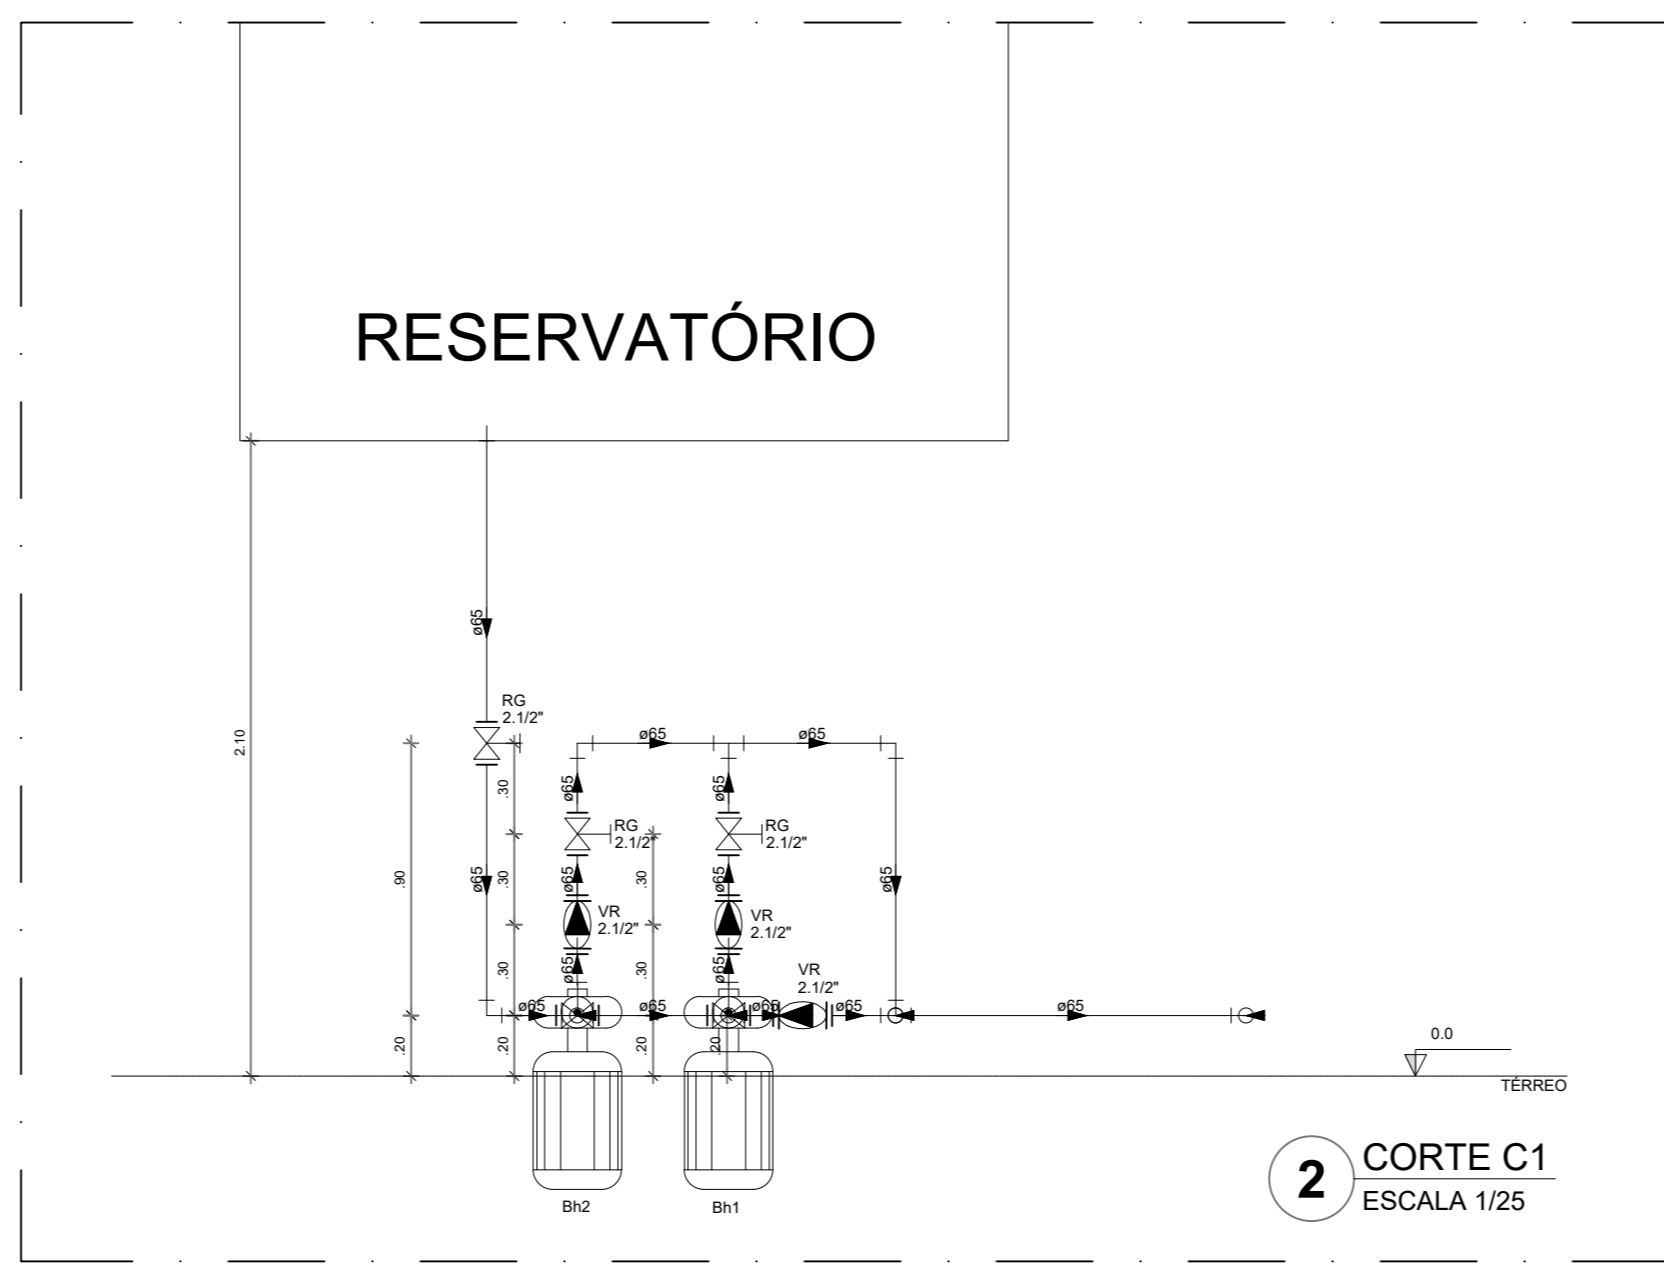 RESERVATÓRIO
ø65
RG
2.1/2"
2.10
ø65
ø65
.30
ø65
ø65
RG
2.1/2"
RG
2.1/2"
.90
ø65
.30
ø65
.30
ø65
ø65
VR
2.1/2"
VR
2.1/2"
.30
ø65
.30
ø65
VR
2.1/2"
ø65
ø65
ø65
ø65
ø65
.20
.20
.20
.20
0.0
TÉRREO
Bh2
Bh1
2
CORTE C1
ESCALA 1/25